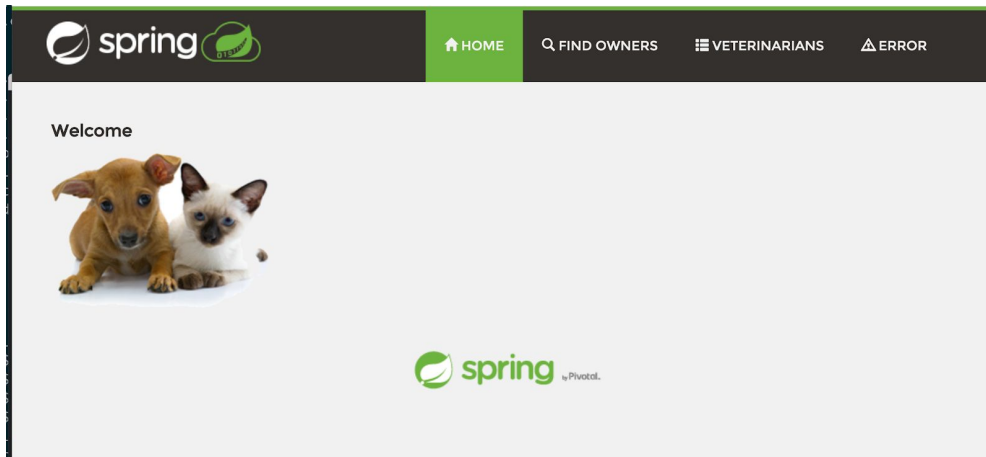 spring
HOME
FIND OWNERS
VETERINARIANS
ERROR
Welcome
spring by Pivotal.